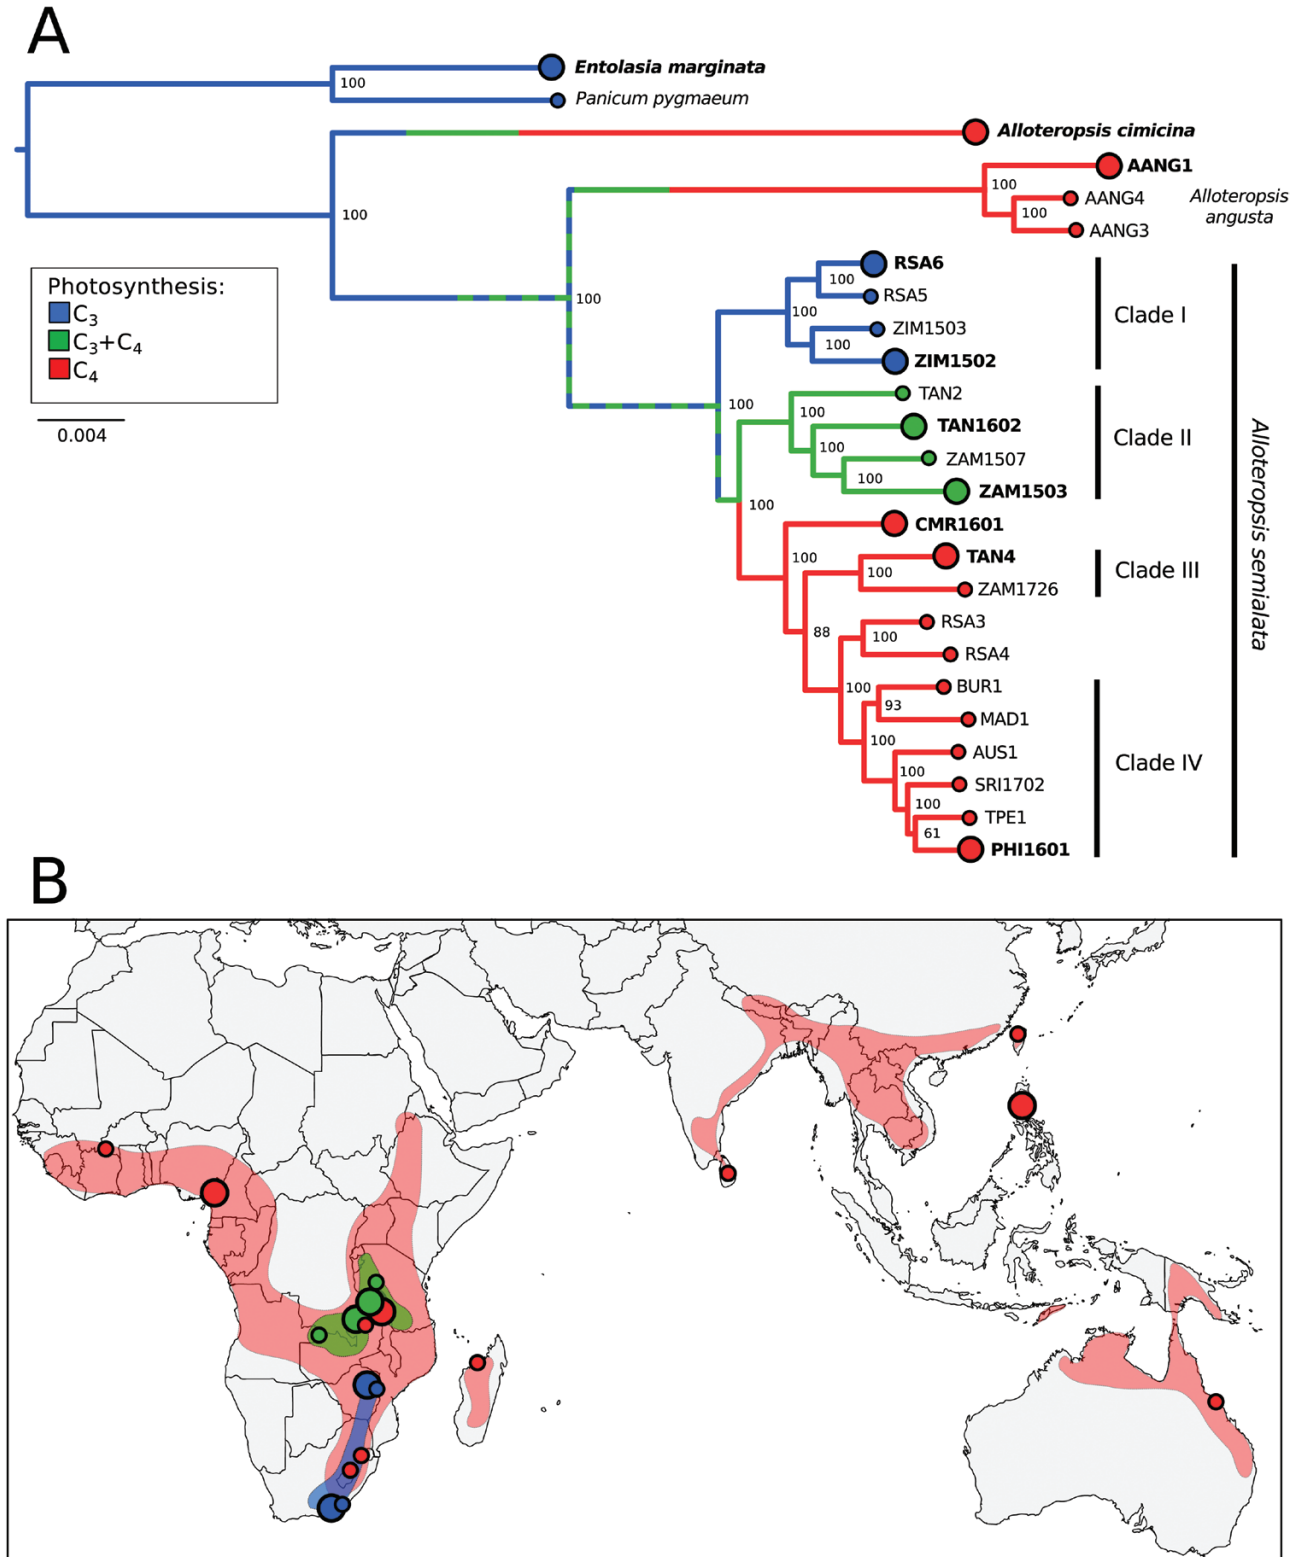 A
100
Entolasia marginata
Panicum pygmaeum
Alloteropsis cimicina
100
AANG1
100
AANG4
100
AANG3
Alloteropsis
angusta
Photosynthesis:
C3
C3+C4
C4
0.004
100
RSA6
100
RSA5
100
ZIM1503
100
ZIM1502
Clade I
100
TAN2
100
TAN1602
100
ZAM1507
100
ZAM1503
Clade II
100
CMR1601
100
TAN4
100
ZAM1726
Clade III
88
RSA3
100
RSA4
100
BUR1
93
MAD1
100
AUS1
100
SRI1702
100
TPE1
61
PHI1601
Clade IV
Alloteropsis semialata
B